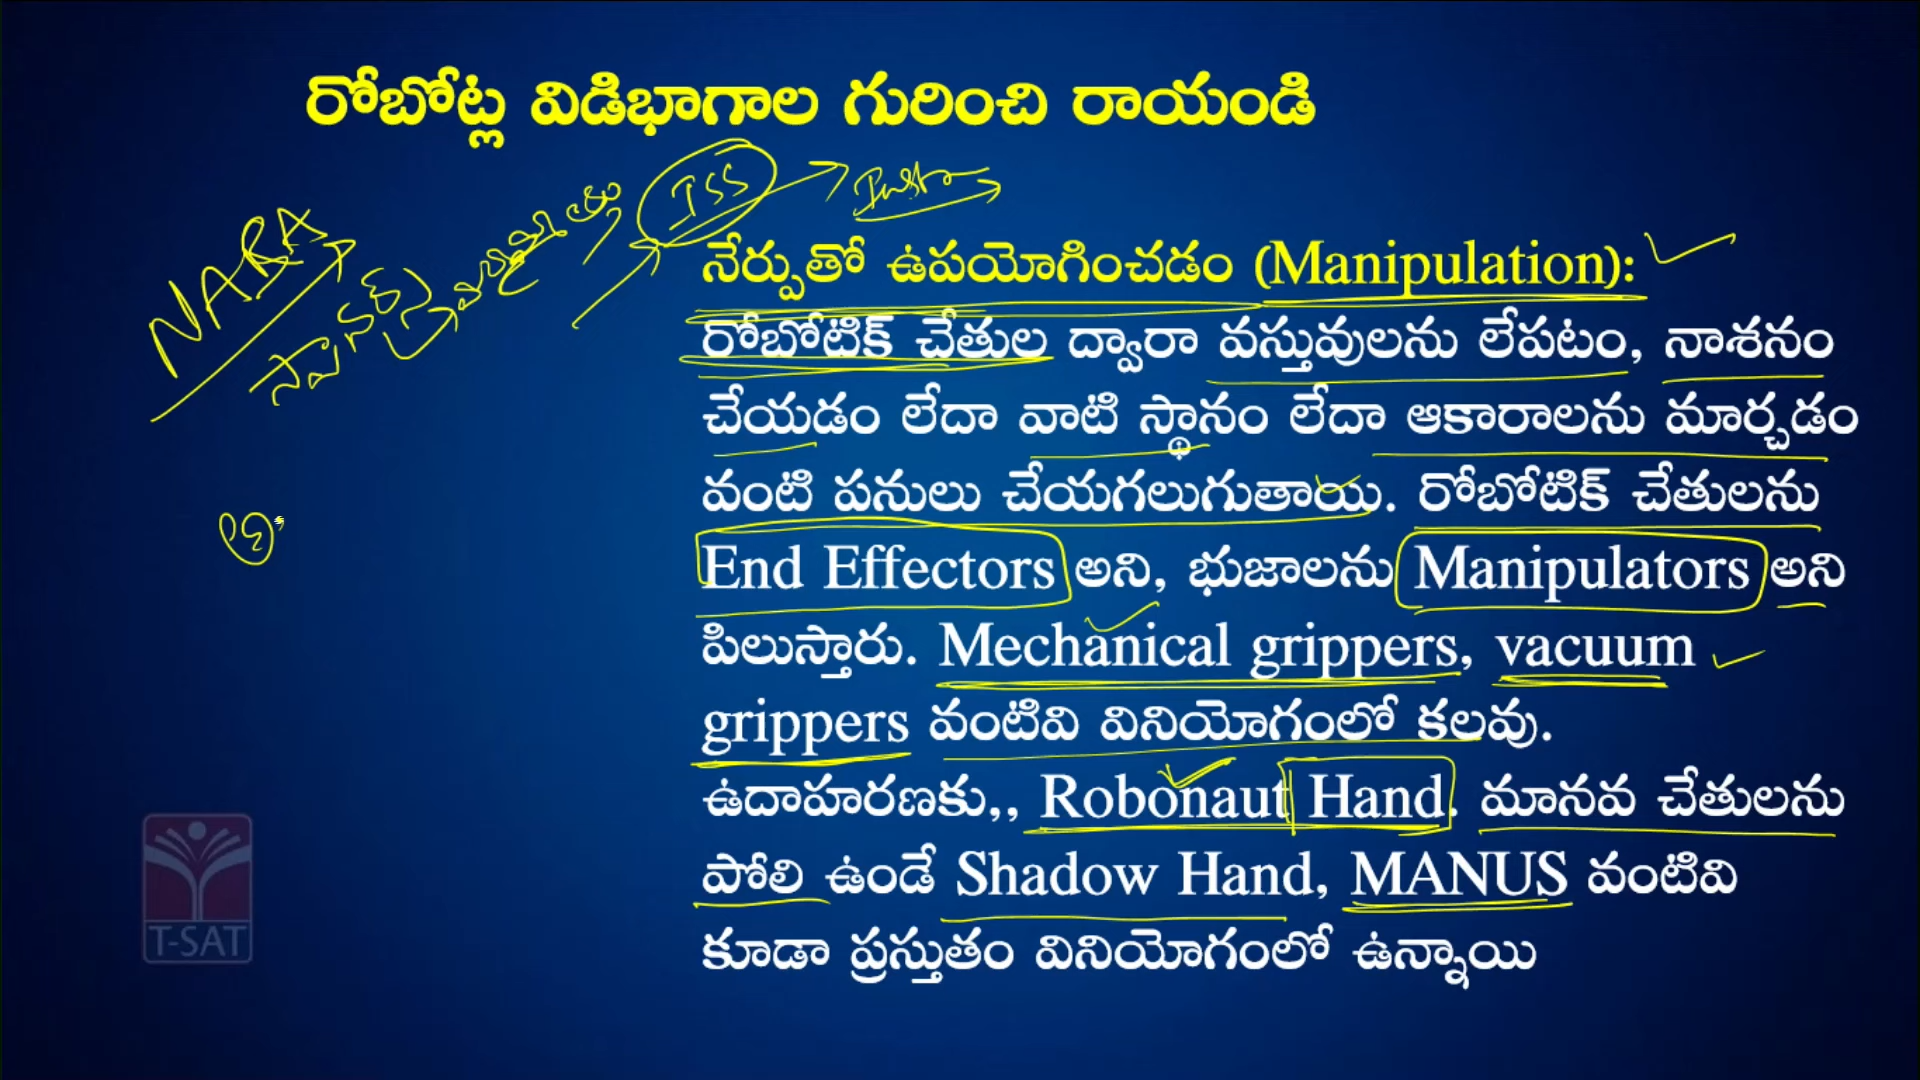 రోబోట్ల విడిభాగాల గురించి రాయండి
ISS
NARA
నేర్పుతో ఉపయోగించడం (Manipulation):
రోబోటిక్ చేతుల ద్వారా వస్తువులను లేపటం, నాశనం
చేయడం లేదా వాటి స్థానం లేదా ఆకారాలను మార్చడం
వంటి పనులు చేయగలుగుతాయి. రోబోటిక్ చేతులను
End Effectors అని, భుజాలను Manipulators అని
పిలుస్తారు. Mechanical grippers, vacuum
grippers వంటివి వినియోగంలో కలవు.
ఉదాహరణకు,, Robonaut Hand. మానవ చేతులను
పోలి ఉండే Shadow Hand, MANUS వంటివి
కూడా ప్రస్తుతం వినియోగంలో ఉన్నాయి
T-SAT